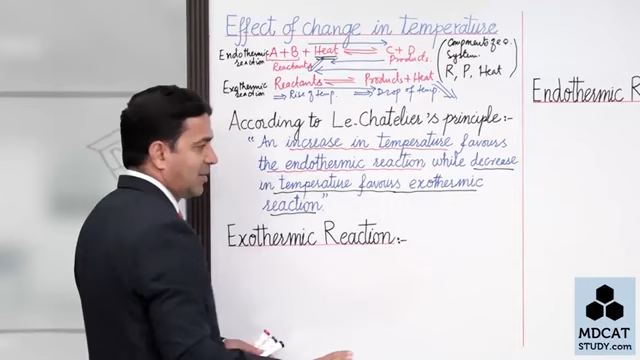 Effect of change in temperature
Endothermic reaction A + B + Heat ⇌ C + D
Reactants Products
Exothermic reaction Reactants ⇌ Products + Heat
⇒ Rise of temp. ⇒ Drop of temp
System
R, P, Heat
According to Le-Chatelier's principle:-
"An increase in temperature favours
the endothermic reaction while decrease
in temperature favours exothermic
reaction"
Exothermic Reaction:-
Endothermic R
MDCAT
STUDY.com